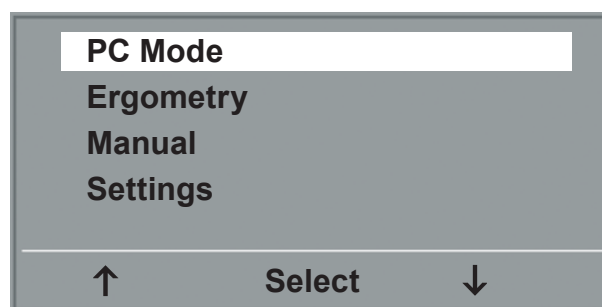 PC Mode
Ergometry
Manual
Settings
↑ Select ↓